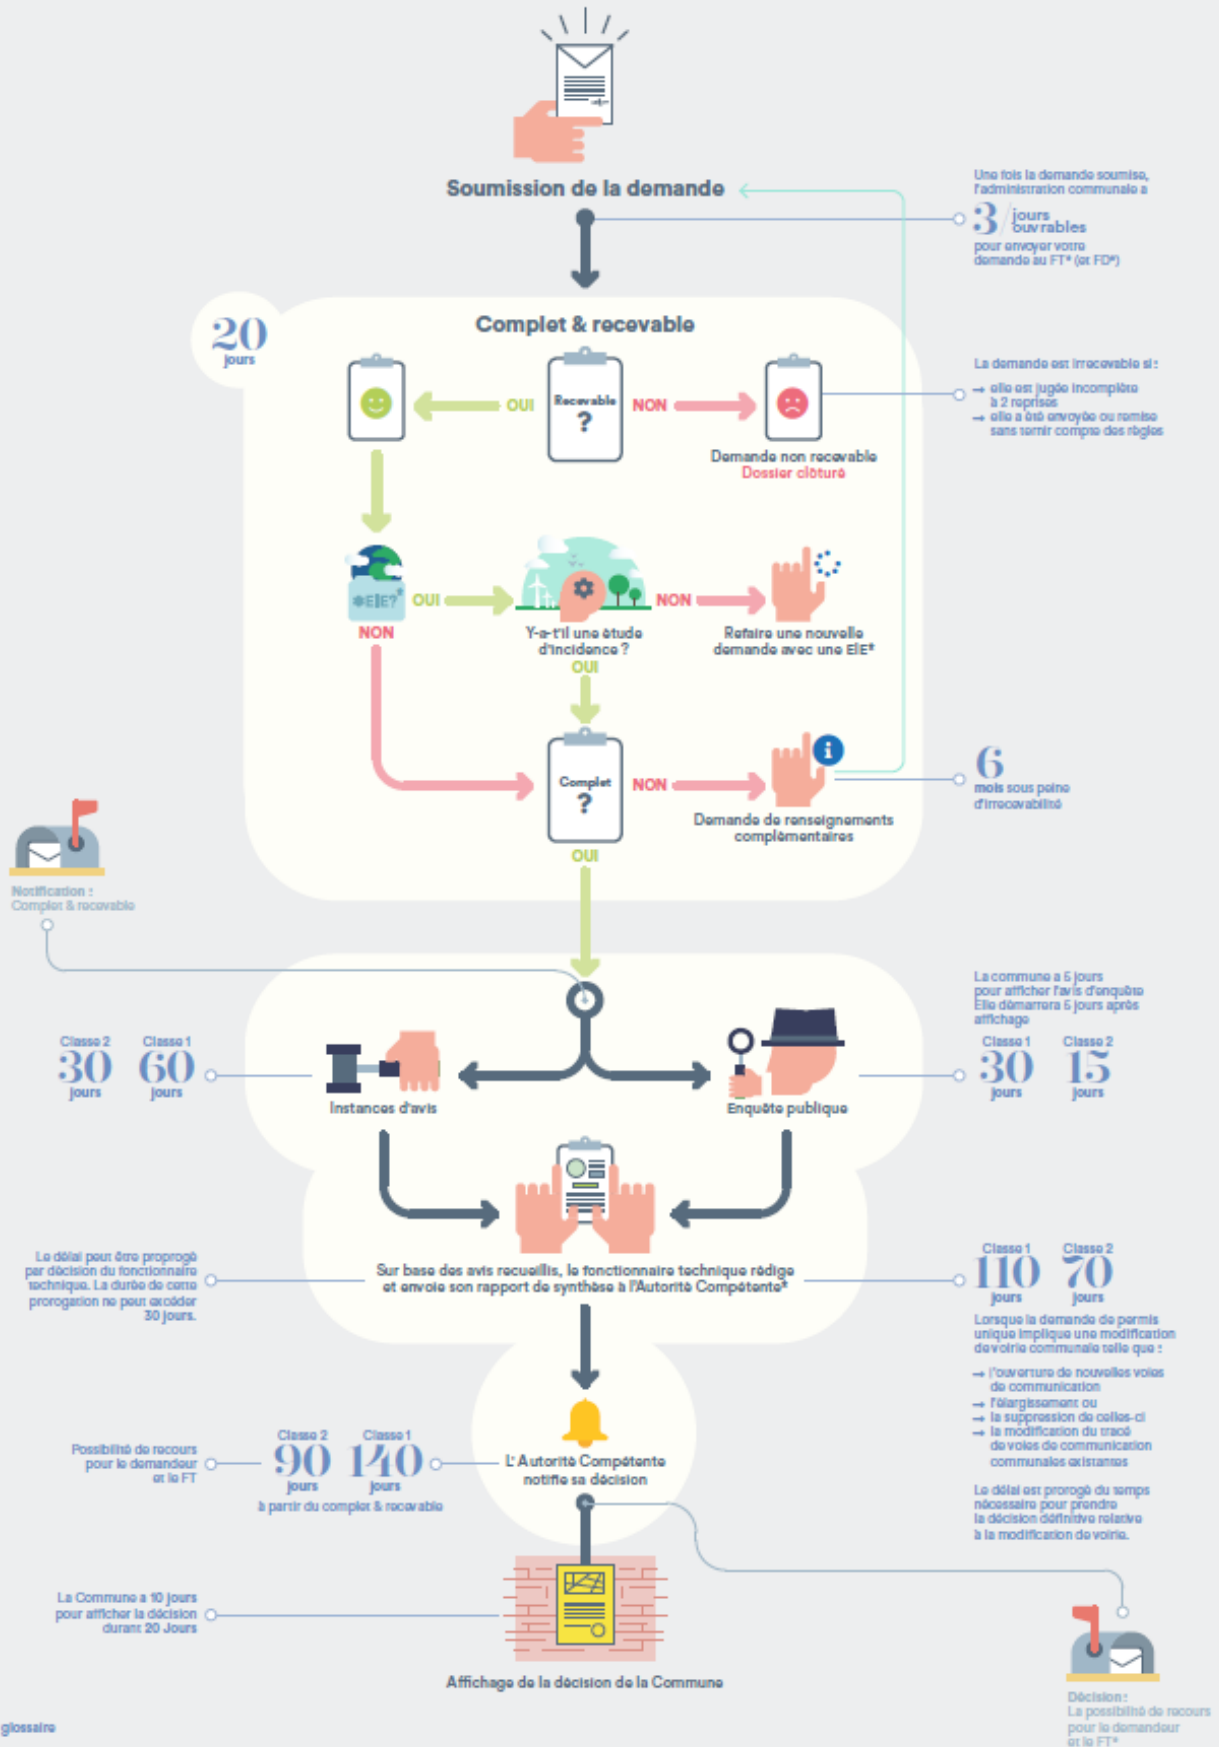 Soumission de la demande
Une fois la demande soumise,
l'administration communale a
3/jours
ouvrables
pour envoyer votre
demande au FT* (et FD*)
20
jours
Complet & recevable
OUI
Recevable
?
NON
Demande non recevable
Dossier clôturé
La demande est irrecevable si :
→ elle est jugée incomplète
à 2 reprises
→ elle a été envoyée ou remise
sans ternir compte des règles
*EIE?*
OUI
NON
NON
Y-a-t'il une étude
d'incidence ?
OUI
Refaire une nouvelle
demande avec une EIE*
Complet
?
NON
i
Demande de renseignements
complémentaires
OUI
6
mois sous peine
d'irrecevabilité
Notification :
Complet & recevable
Classe 2
30
jours
Classe 1
60
jours
Instances d'avis
Enquête publique
La commune a 5 jours
pour afficher l'avis d'enquête
Elle démarrera 5 jours après
affichage
Classe 1
30
jours
Classe 2
15
jours
Le délai peut être proprogé
par décision du fonctionnaire
technique. La durée de cette
prorogation ne peut excéder
30 jours.
Sur base des avis recueillis, le fonctionnaire technique rédige
et envoie son rapport de synthèse à l'Autorité Compétente*
Classe 1
110
jours
Classe 2
70
jours
Lorsque la demande de permis
unique implique une modification
de voirie communale telle que :
→ l'ouverture de nouvelles voies
de communication
→ l'élargissement ou
→ la suppression de celles-ci
→ la modification du tracé
de voies de communication
communales existantes
Le délai est prorogé du temps
nécessaire pour prendre
la décision définitive relative
à la modification de voirie.
Possibilité de recours
pour le demandeur
et le FT
Classe 2
90
jours
Classe 1
140
jours
à partir du complet & recevable
L'Autorité Compétente
notifie sa décision
La Commune a 10 jours
pour afficher la décision
durant 20 Jours
Affichage de la décision de la Commune
Décision :
La possibilité de recours
pour le demandeur
et le FT*
glossaire